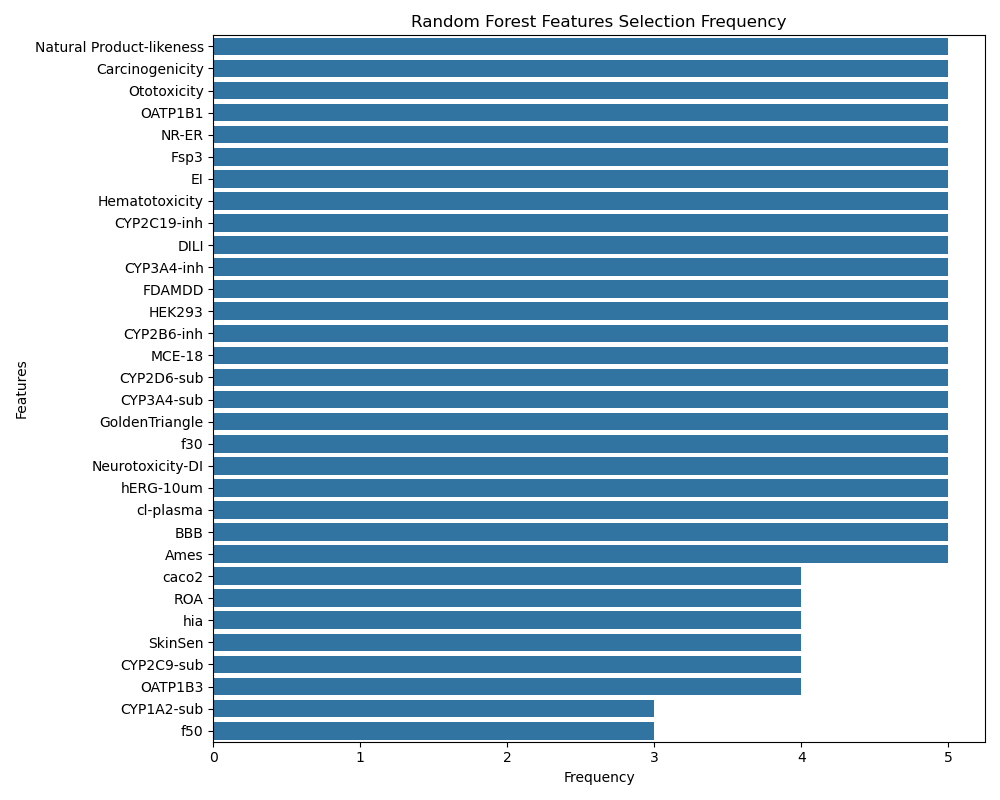 Random Forest Features Selection Frequency
Natural Product-likeness
Carcinogenicity
Ototoxicity
OATP1B1
NR-ER
Fsp3
EI
Hematotoxicity
CYP2C19-inh
DILI
CYP3A4-inh
FDAMDD
HEK293
CYP2B6-inh
MCE-18
CYP2D6-sub
CYP3A4-sub
GoldenTriangle
f30
Neurotoxicity-DI
hERG-10um
cl-plasma
BBB
Ames
caco2
ROA
hia
SkinSen
CYP2C9-sub
OATP1B3
CYP1A2-sub
f50
Features
0 1 2 3 4 5
Frequency